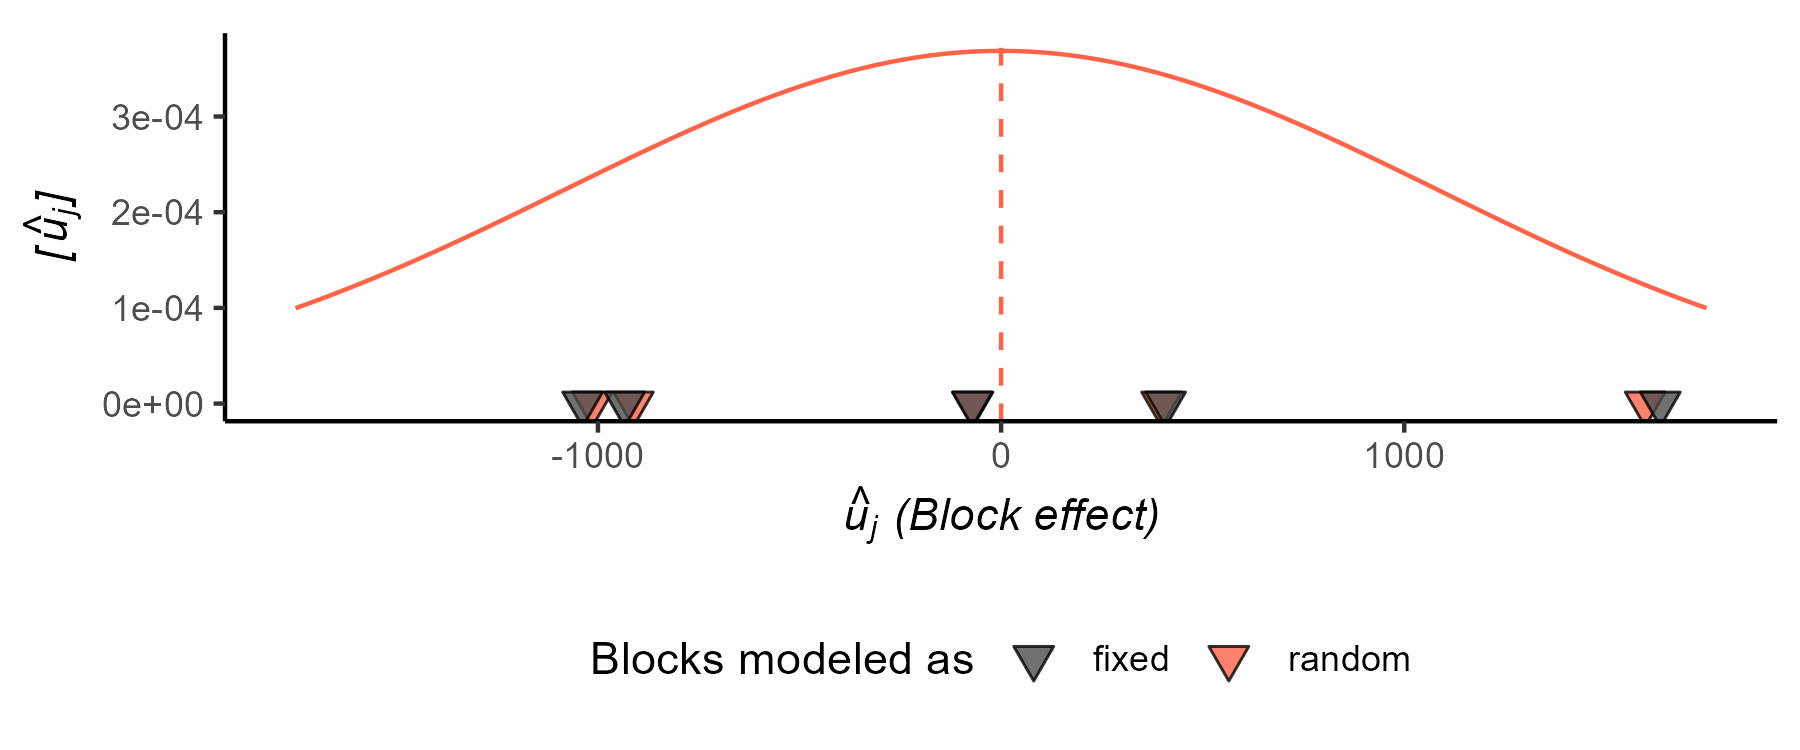 3e-04
2e-04
1e-04
0e+00
[û_j]
-1000 0 1000
û_j (Block effect)
Blocks modeled as fixed random